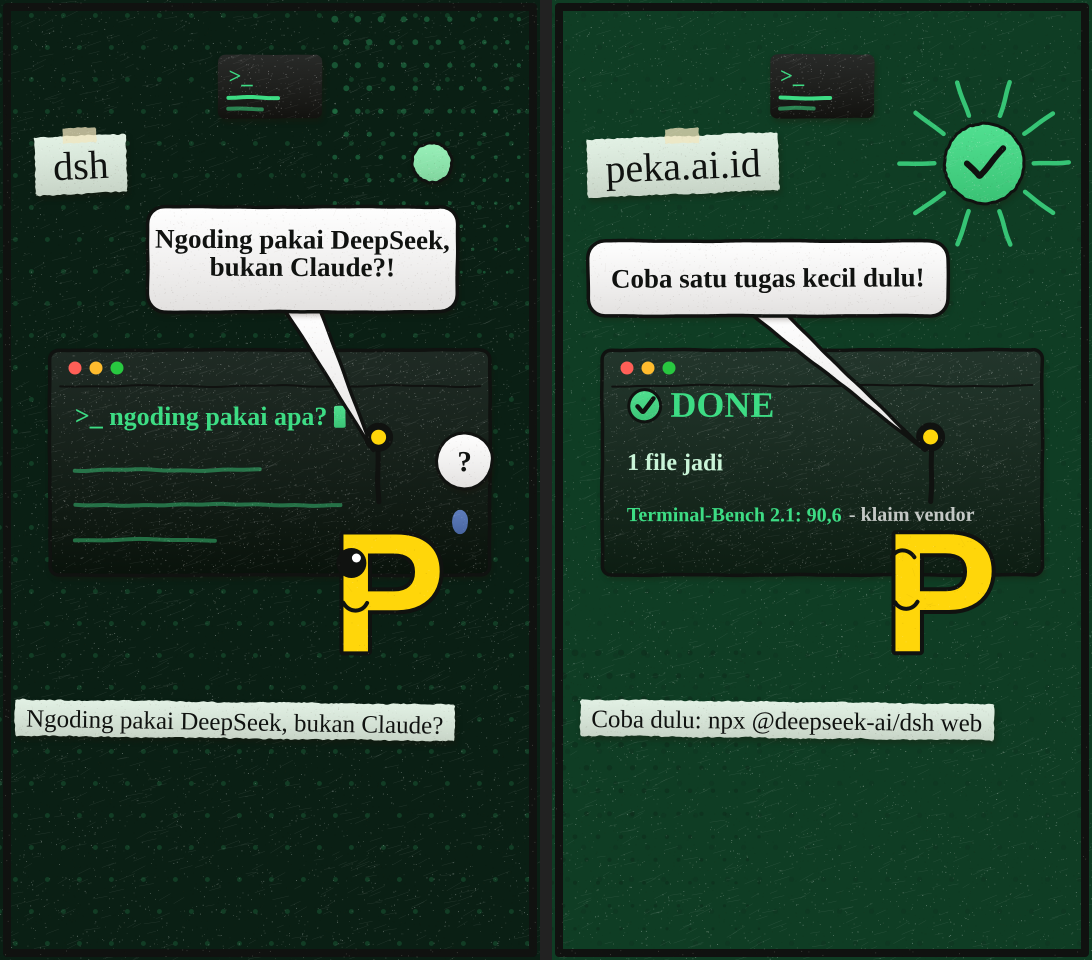 >_
dsh
Ngoding pakai DeepSeek,
bukan Claude?!
>_ ngoding pakai apa?
?
P
Ngoding pakai DeepSeek, bukan Claude?
>_
peka.ai.id
Coba satu tugas kecil dulu!
DONE
1 file jadi
Terminal-Bench 2.1: 90,6 - klaim vendor
P
Coba dulu: npx @deepseek-ai/dsh web